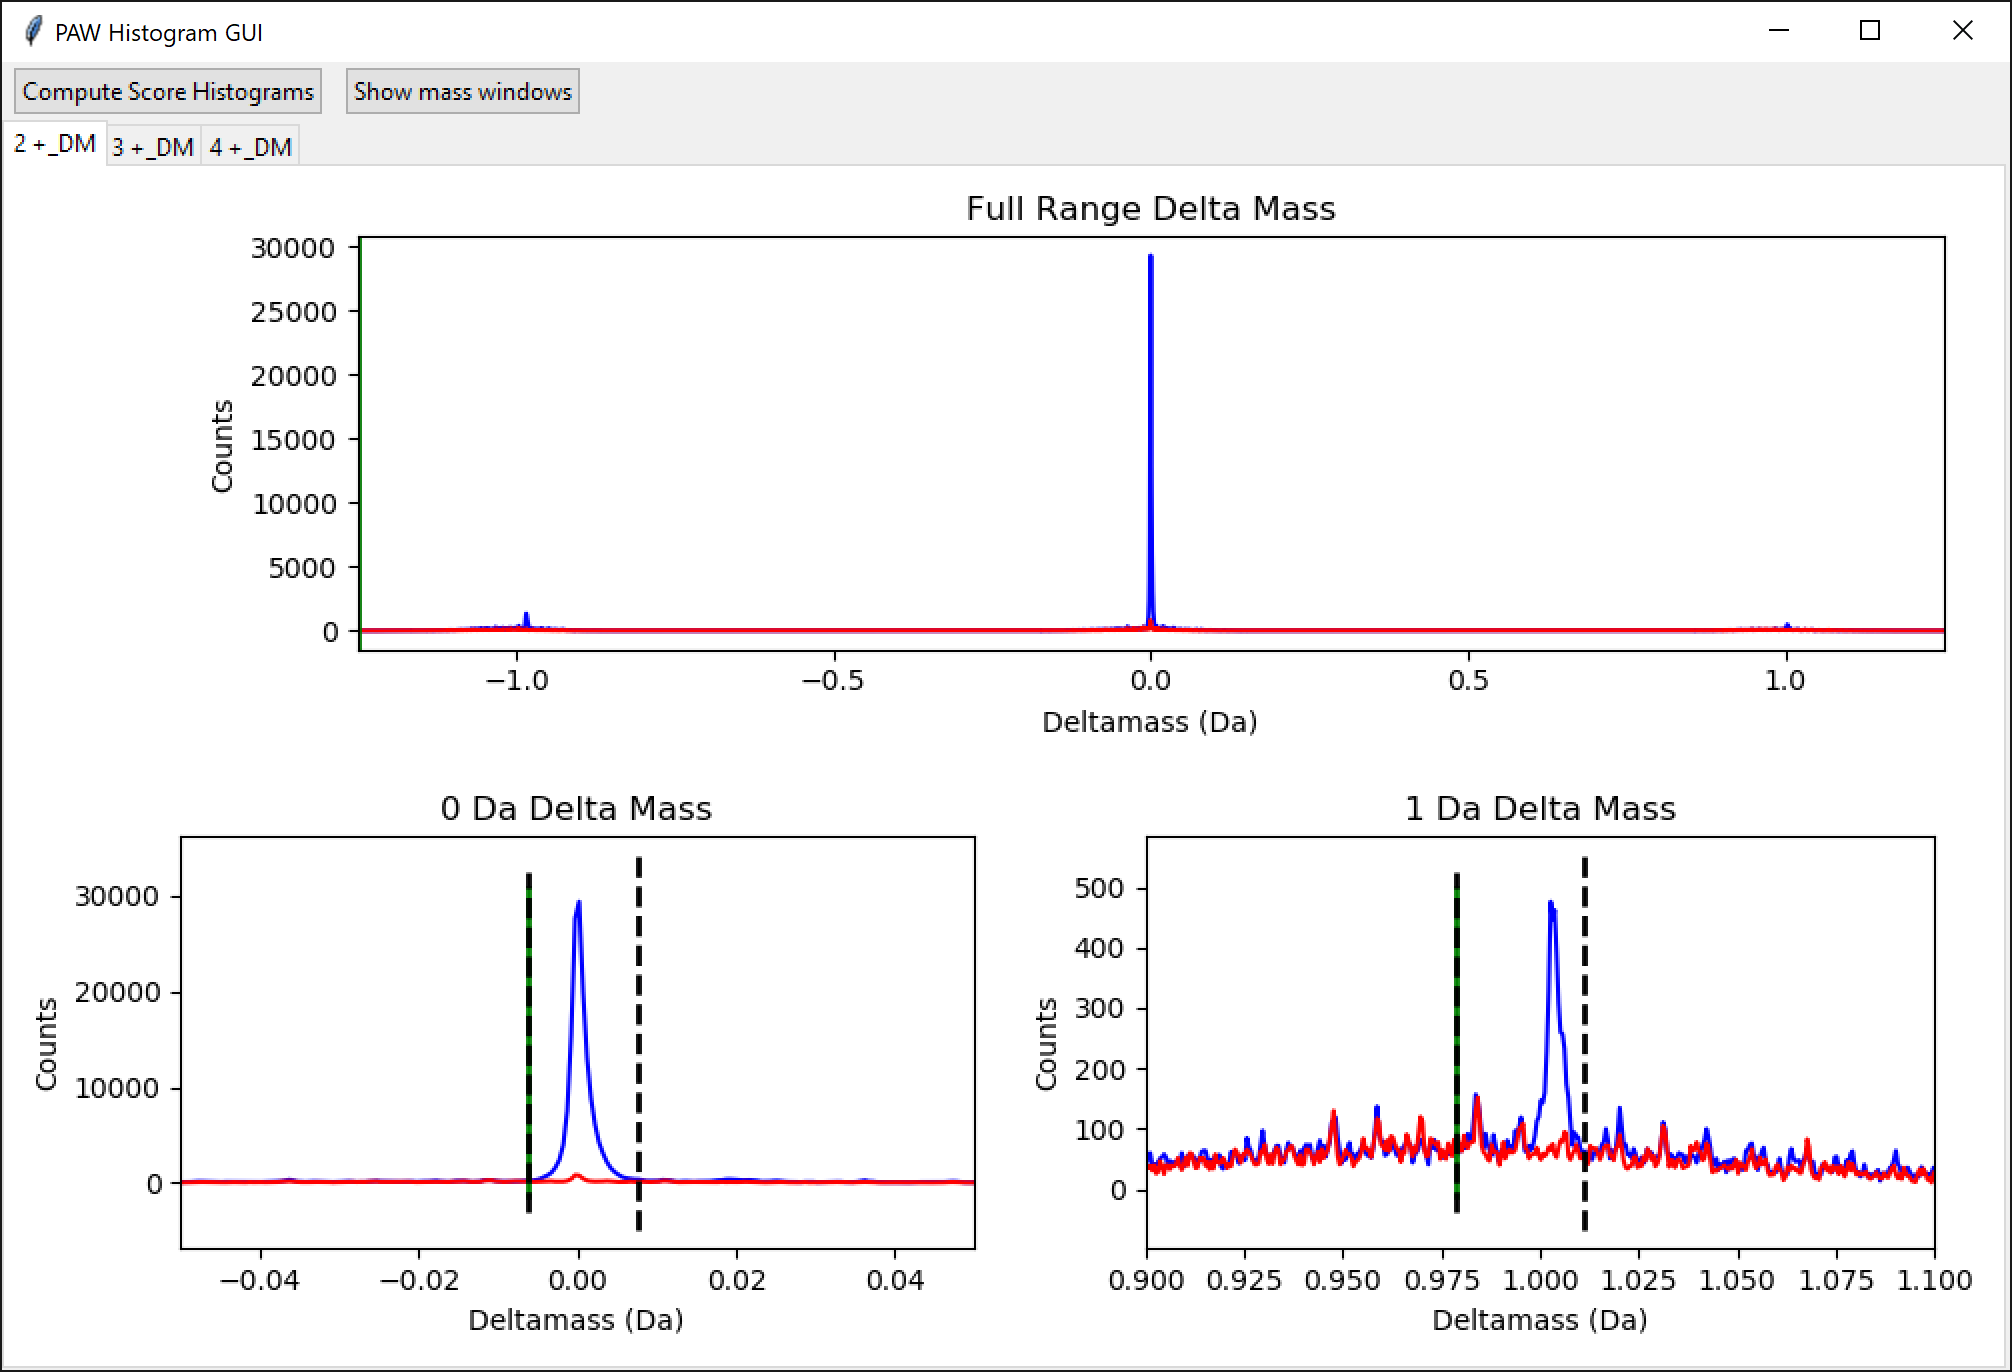 PAW Histogram GUI
Compute Score Histograms Show mass windows
2 +_DM 3 +_DM 4 +_DM
Full Range Delta Mass
30000
25000
20000
15000
10000
5000
0
Counts
−1.0 −0.5 0.0 0.5 1.0
Deltamass (Da)
0 Da Delta Mass
30000
20000
10000
0
Counts
−0.04 −0.02 0.00 0.02 0.04
Deltamass (Da)
1 Da Delta Mass
500
400
300
200
100
0
Counts
0.900 0.925 0.950 0.975 1.000 1.025 1.050 1.075 1.100
Deltamass (Da)